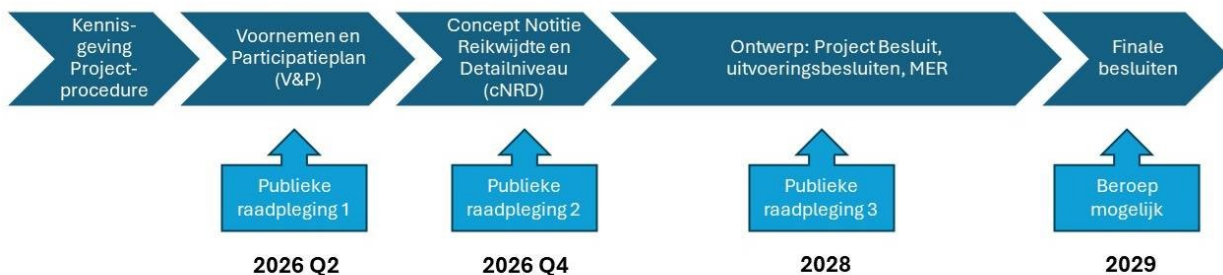 Kennis-
geving
Project-
procedure
Voornemen en
Participatieplan
(V&P)
Concept Notitie
Reikwijdte en
Detailniveau
(cNRD)
Ontwerp: Project Besluit,
uitvoeringsbesluiten, MER
Finale
besluiten
Publieke
raadpleging 1
Publieke
raadpleging 2
Publieke
raadpleging 3
Beroep
mogelijk
2026 Q2
2026 Q4
2028
2029